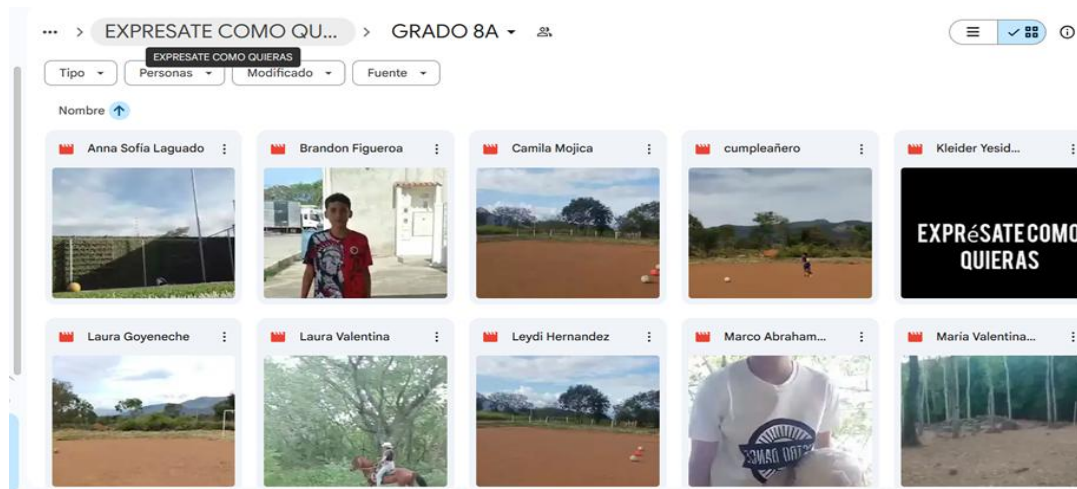 ... > EXPRESATE COMO QU... > GRADO 8A
EXPRESATE COMO QUIERAS
Tipo Personas Modificado Fuente
Nombre
Anna Sofía Laguado
Brandon Figueroa
Camila Mojica
cumpleañero
Kleider Yesid...
EXPRéSATE COMO
QUIERAS
Laura Goyeneche
Laura Valentina
Leydi Hernandez
Marco Abraham...
María Valentina...